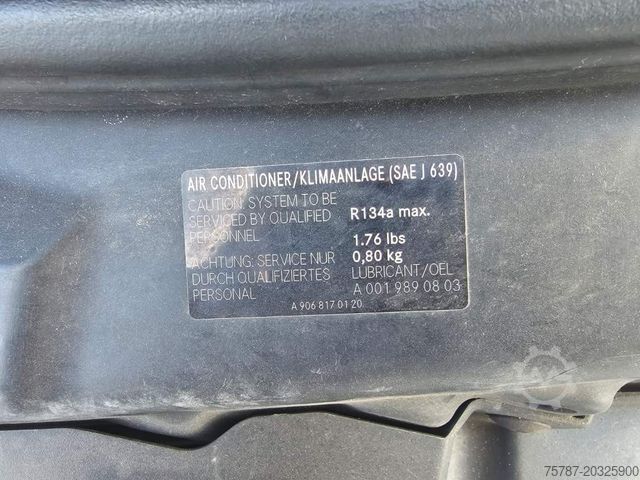 AIR CONDITIONER/KLIMAANLAGE (SAE J 639)
CAUTION: SYSTEM TO BE
SERVICED BY QUALIFIED
PERSONNEL
R134a max.
1.76 lbs
0,80 kg
ACHTUNG: SERVICE NUR
DURCH QUALIFIZIERTES
PERSONAL
LUBRICANT/OEL
A 001 989 08 03
A 906 817 01 20
75787-20325900